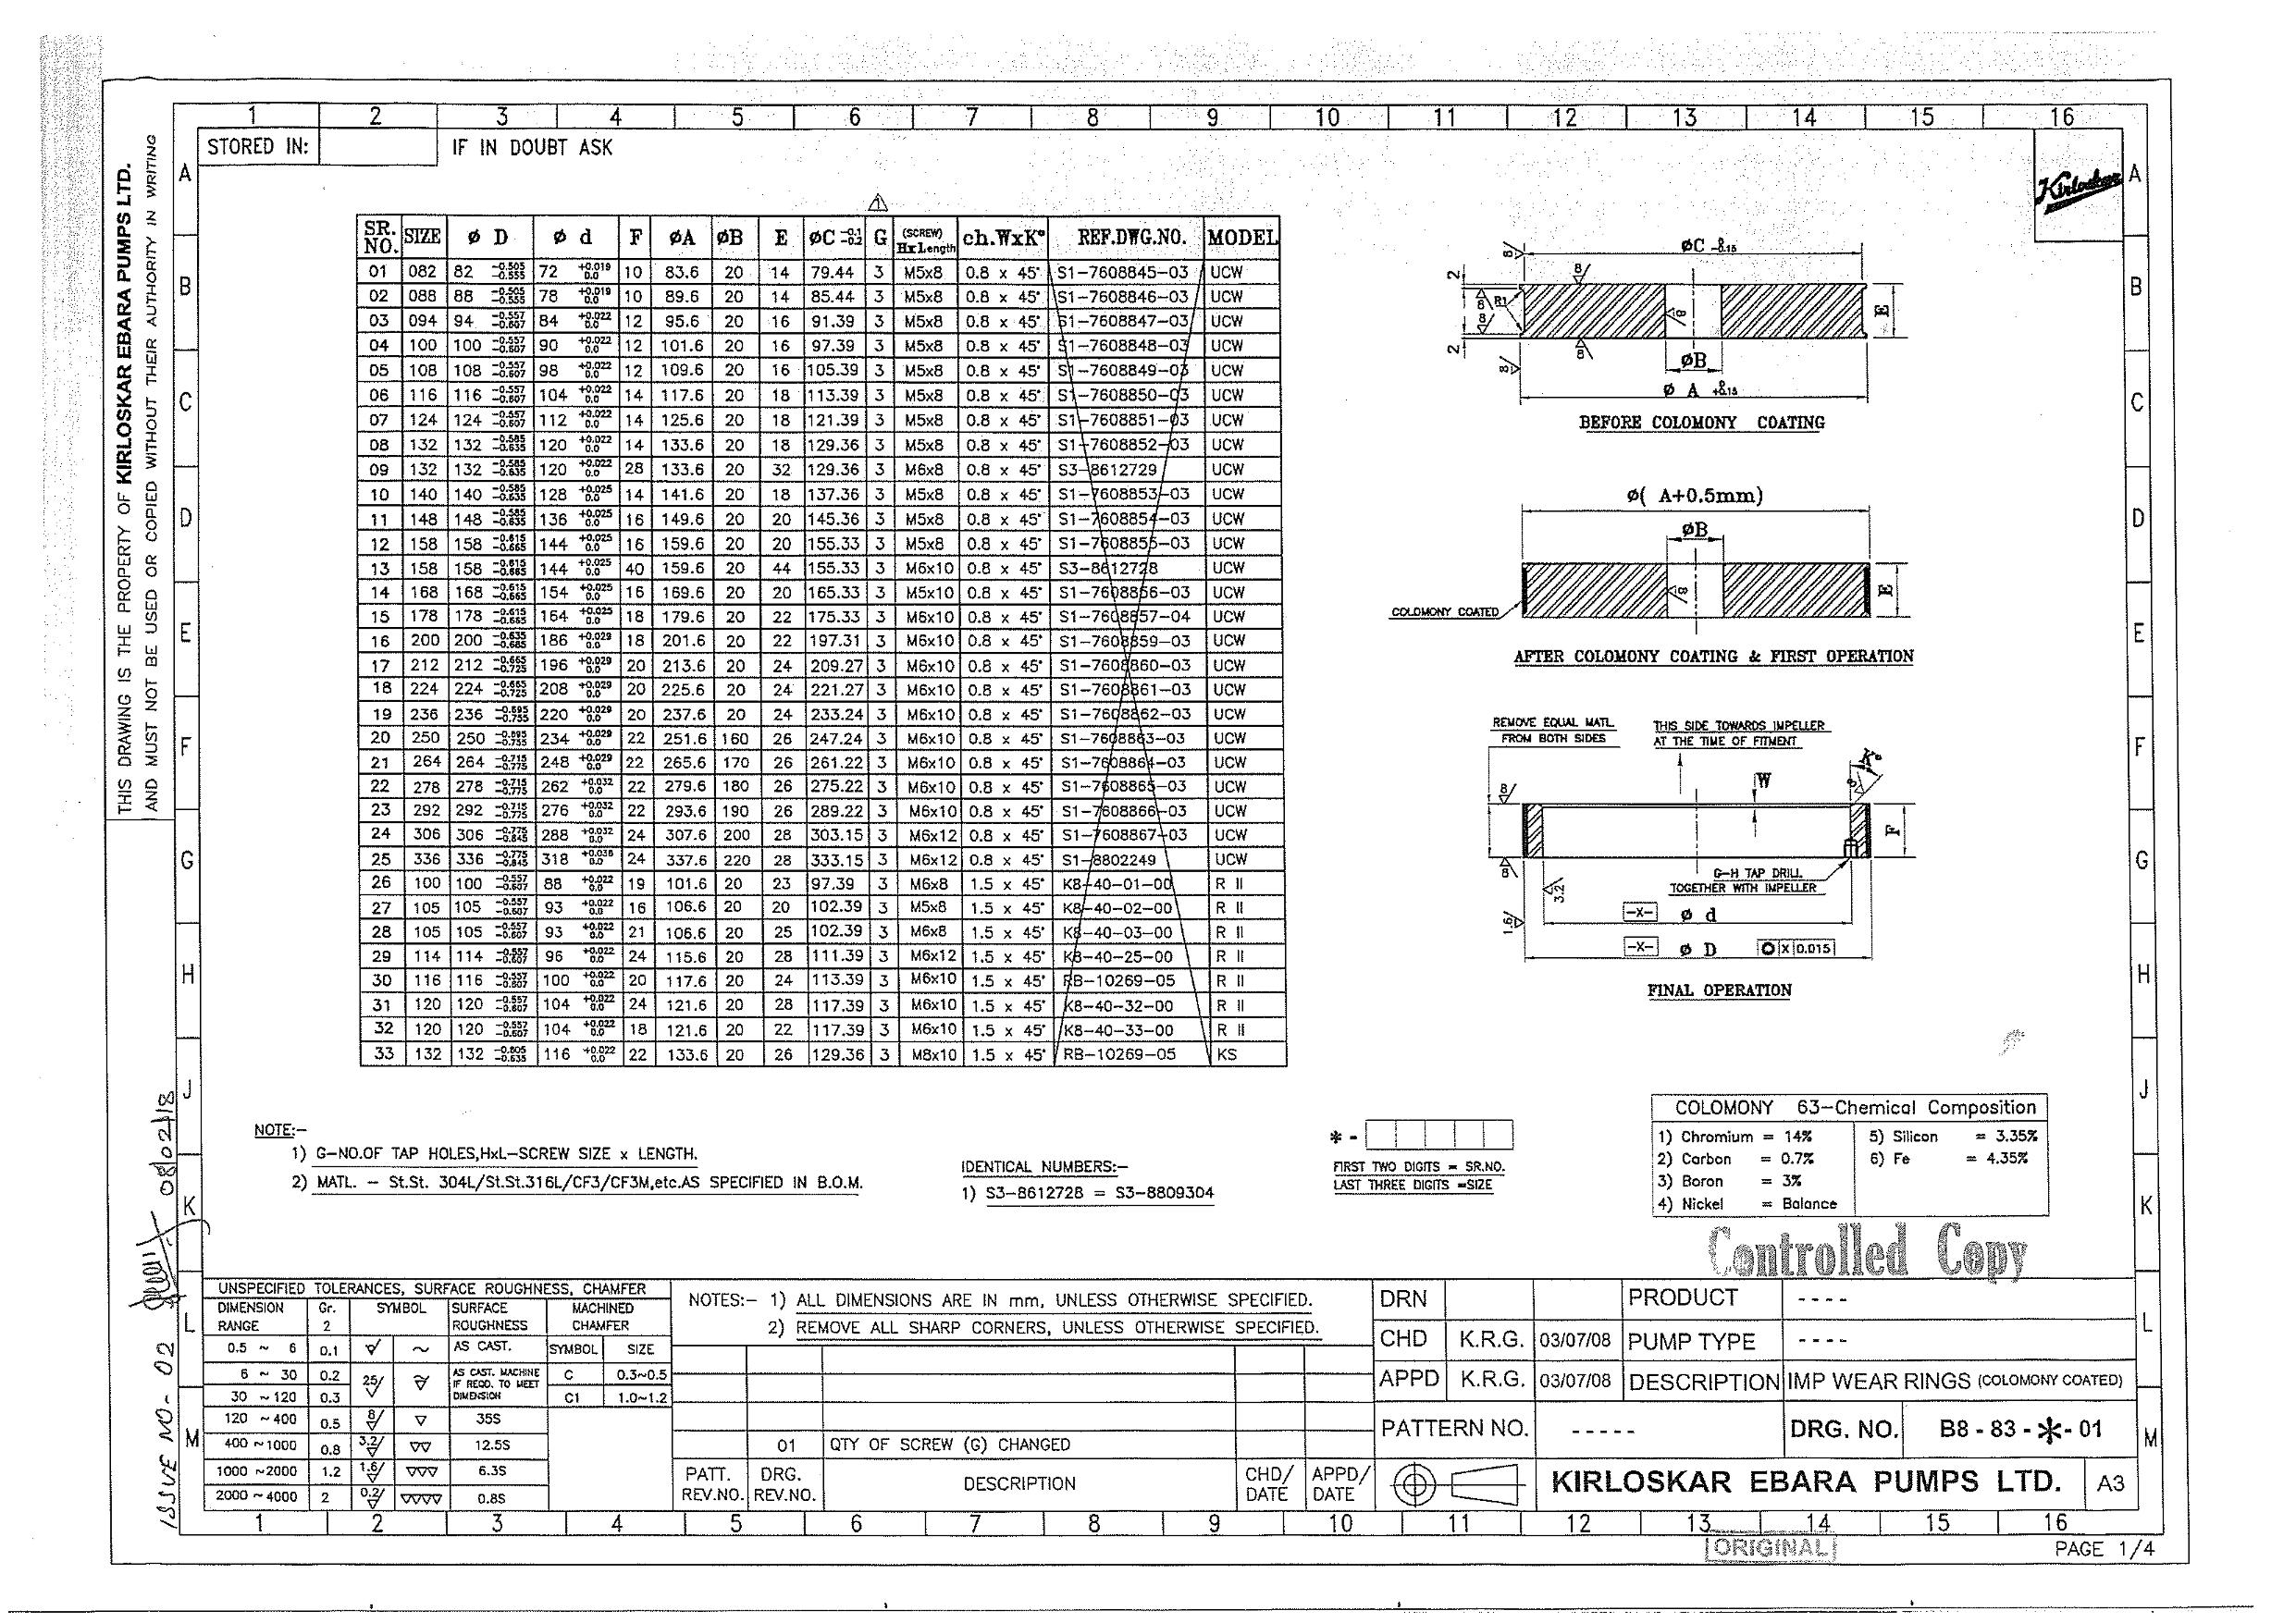 1 2 3 4 5 6 7 8 9 10 11 12 13 14 15 16
STORED IN: IF IN DOUBT ASK
Kirloskar
THIS DRAWING IS THE PROPERTY OF KIRLOSKAR EBARA PUMPS LTD.
AND MUST NOT BE USED OR COPIED WITHOUT THEIR AUTHORITY IN WRITING
A B C D E F G H J K L M
1
SR. NO. SIZE ø D ø d F øA øB E øC -0.1 -0.2 G (SCREW) HxLength ch.WxK° REF.DWG.NO. MODEL
01 082 82 -0.505 -0.555 72 +0.019 0.0 10 83.6 20 14 79.44 3 M5x8 0.8 x 45° S1-7608845-03 UCW
02 088 88 -0.505 -0.555 78 +0.019 0.0 10 89.6 20 14 85.44 3 M5x8 0.8 x 45° S1-7608846-03 UCW
03 094 94 -0.557 -0.607 84 +0.022 0.0 12 95.6 20 16 91.39 3 M5x8 0.8 x 45° S1-7608847-03 UCW
04 100 100 -0.557 -0.607 90 +0.022 0.0 12 101.6 20 16 97.39 3 M5x8 0.8 x 45° S1-7608848-03 UCW
05 108 108 -0.557 -0.607 98 +0.022 0.0 12 109.6 20 16 105.39 3 M5x8 0.8 x 45° S1-7608849-03 UCW
06 116 116 -0.557 -0.607 104 +0.022 0.0 14 117.6 20 18 113.39 3 M5x8 0.8 x 45° S1-7608850-03 UCW
07 124 124 -0.557 -0.607 112 +0.022 0.0 14 125.6 20 18 121.39 3 M5x8 0.8 x 45° S1-7608851-03 UCW
08 132 132 -0.585 -0.635 120 +0.022 0.0 14 133.6 20 18 129.36 3 M5x8 0.8 x 45° S1-7608852-03 UCW
09 132 132 -0.585 -0.635 120 +0.022 0.0 28 133.6 20 32 129.36 3 M6x8 0.8 x 45° S3-8612729 UCW
10 140 140 -0.585 -0.635 128 +0.025 0.0 14 141.6 20 18 137.36 3 M5x8 0.8 x 45° S1-7608853-03 UCW
11 148 148 -0.585 -0.635 136 +0.025 0.0 16 149.6 20 20 145.36 3 M5x8 0.8 x 45° S1-7608854-03 UCW
12 158 158 -0.615 -0.665 144 +0.025 0.0 16 159.6 20 20 155.33 3 M5x8 0.8 x 45° S1-7608855-03 UCW
13 158 158 -0.615 -0.665 144 +0.025 0.0 40 159.6 20 44 155.33 3 M6x10 0.8 x 45° S3-8612728 UCW
14 168 168 -0.615 -0.665 154 +0.025 0.0 16 169.6 20 20 165.33 3 M5x10 0.8 x 45° S1-7608856-03 UCW
15 178 178 -0.615 -0.665 164 +0.025 0.0 18 179.6 20 22 175.33 3 M6x10 0.8 x 45° S1-7608857-04 UCW
16 200 200 -0.635 -0.685 186 +0.029 0.0 18 201.6 20 22 197.31 3 M6x10 0.8 x 45° S1-7608859-03 UCW
17 212 212 -0.665 -0.725 196 +0.029 0.0 20 213.6 20 24 209.27 3 M6x10 0.8 x 45° S1-7608860-03 UCW
18 224 224 -0.665 -0.725 208 +0.029 0.0 20 225.6 20 24 221.27 3 M6x10 0.8 x 45° S1-7608861-03 UCW
19 236 236 -0.695 -0.755 220 +0.029 0.0 20 237.6 20 24 233.24 3 M6x10 0.8 x 45° S1-7608862-03 UCW
20 250 250 -0.695 -0.755 234 +0.029 0.0 22 251.6 160 26 247.24 3 M6x10 0.8 x 45° S1-7608863-03 UCW
21 264 264 -0.715 -0.775 248 +0.029 0.0 22 265.6 170 26 261.22 3 M6x10 0.8 x 45° S1-7608864-03 UCW
22 278 278 -0.715 -0.775 262 +0.032 0.0 22 279.6 180 26 275.22 3 M6x10 0.8 x 45° S1-7608865-03 UCW
23 292 292 -0.715 -0.775 276 +0.032 0.0 22 293.6 190 26 289.22 3 M6x10 0.8 x 45° S1-7608866-03 UCW
24 306 306 -0.775 -0.845 288 +0.032 0.0 24 307.6 200 28 303.15 3 M6x12 0.8 x 45° S1-7608867-03 UCW
25 336 336 -0.775 -0.845 318 +0.036 0.0 24 337.6 220 28 333.15 3 M6x12 0.8 x 45° S1-8802249 UCW
26 100 100 -0.557 -0.607 88 +0.022 0.0 19 101.6 20 23 97.39 3 M6x8 1.5 x 45° K8-40-01-00 R II
27 105 105 -0.557 -0.607 93 +0.022 0.0 16 106.6 20 20 102.39 3 M5x8 1.5 x 45° K8-40-02-00 R II
28 105 105 -0.557 -0.607 93 +0.022 0.0 21 106.6 20 25 102.39 3 M6x8 1.5 x 45° K8-40-03-00 R II
29 114 114 -0.557 -0.607 96 +0.022 0.0 24 115.6 20 28 111.39 3 M6x12 1.5 x 45° K8-40-25-00 R II
30 116 116 -0.557 -0.607 100 +0.022 0.0 20 117.6 20 24 113.39 3 M6x10 1.5 x 45° RB-10269-05 R II
31 120 120 -0.557 -0.607 104 +0.022 0.0 24 121.6 20 28 117.39 3 M6x10 1.5 x 45° K8-40-32-00 R II
32 120 120 -0.557 -0.607 104 +0.022 0.0 18 121.6 20 22 117.39 3 M6x10 1.5 x 45° K8-40-33-00 R II
33 132 132 -0.605 -0.635 116 +0.022 0.0 22 133.6 20 26 129.36 3 M8x10 1.5 x 45° RB-10269-05 KS
øC -0.15
8 8 2 8 R1 8 8 E
2 8 8
øB
ø A +0.15
BEFORE COLOMONY COATING
ø( A+0.5mm)
øB
8 E
COLOMONY COATED
AFTER COLOMONY COATING & FIRST OPERATION
REMOVE EQUAL MATL.
FROM BOTH SIDES
THIS SIDE TOWARDS IMPELLER
AT THE TIME OF FITMENT
K°
W
8 8 F
8 3.2 1.6
G-H TAP DRILL
TOGETHER WITH IMPELLER
-X- ø d
-X- ø D X 0.015
FINAL OPERATION
NOTE:-
1) G-NO.OF TAP HOLES,HxL-SCREW SIZE x LENGTH.
2) MATL. - St.St. 304L/St.St.316L/CF3/CF3M,etc.AS SPECIFIED IN B.O.M.
IDENTICAL NUMBERS:-
1) S3-8612728 = S3-8809304
* -
FIRST TWO DIGITS = SR.NO.
LAST THREE DIGITS =SIZE
COLOMONY 63-Chemical Composition
1) Chromium = 14% 5) Silicon = 3.35%
2) Carbon = 0.7% 6) Fe = 4.35%
3) Boron = 3%
4) Nickel = Balance
Controlled Copy
ISSUE NO- 02 08/02/18
UNSPECIFIED TOLERANCES, SURFACE ROUGHNESS, CHAMFER
DIMENSION RANGE Gr. 2 SYMBOL SURFACE ROUGHNESS MACHINED CHAMFER
0.5 ~ 6 0.1 ~ AS CAST. SYMBOL SIZE
6 ~ 30 0.2 25/ AS CAST. MACHINE IF REQD. TO MEET DIMENSION C 0.3~0.5
30 ~120 0.3 C1 1.0~1.2
120 ~400 0.5 8/ ▽ 35S
400 ~1000 0.8 3.2/ ▽▽ 12.5S
1000 ~2000 1.2 1.6/ ▽▽▽ 6.3S
2000 ~4000 2 0.2/ ▽▽▽▽ 0.8S
NOTES:- 1) ALL DIMENSIONS ARE IN mm, UNLESS OTHERWISE SPECIFIED.
2) REMOVE ALL SHARP CORNERS, UNLESS OTHERWISE SPECIFIED.
01 QTY OF SCREW (G) CHANGED
PATT. REV.NO. DRG. REV.NO. DESCRIPTION CHD/ DATE APPD/ DATE
DRN PRODUCT ----
CHD K.R.G. 03/07/08 PUMP TYPE ----
APPD K.R.G. 03/07/08 DESCRIPTION IMP WEAR RINGS (COLOMONY COATED)
PATTERN NO. ----- DRG. NO. B8 - 83 - * - 01
KIRLOSKAR EBARA PUMPS LTD. A3
1 2 3 4 5 6 7 8 9 10 11 12 13 14 15 16
ORIGINAL
PAGE 1/4